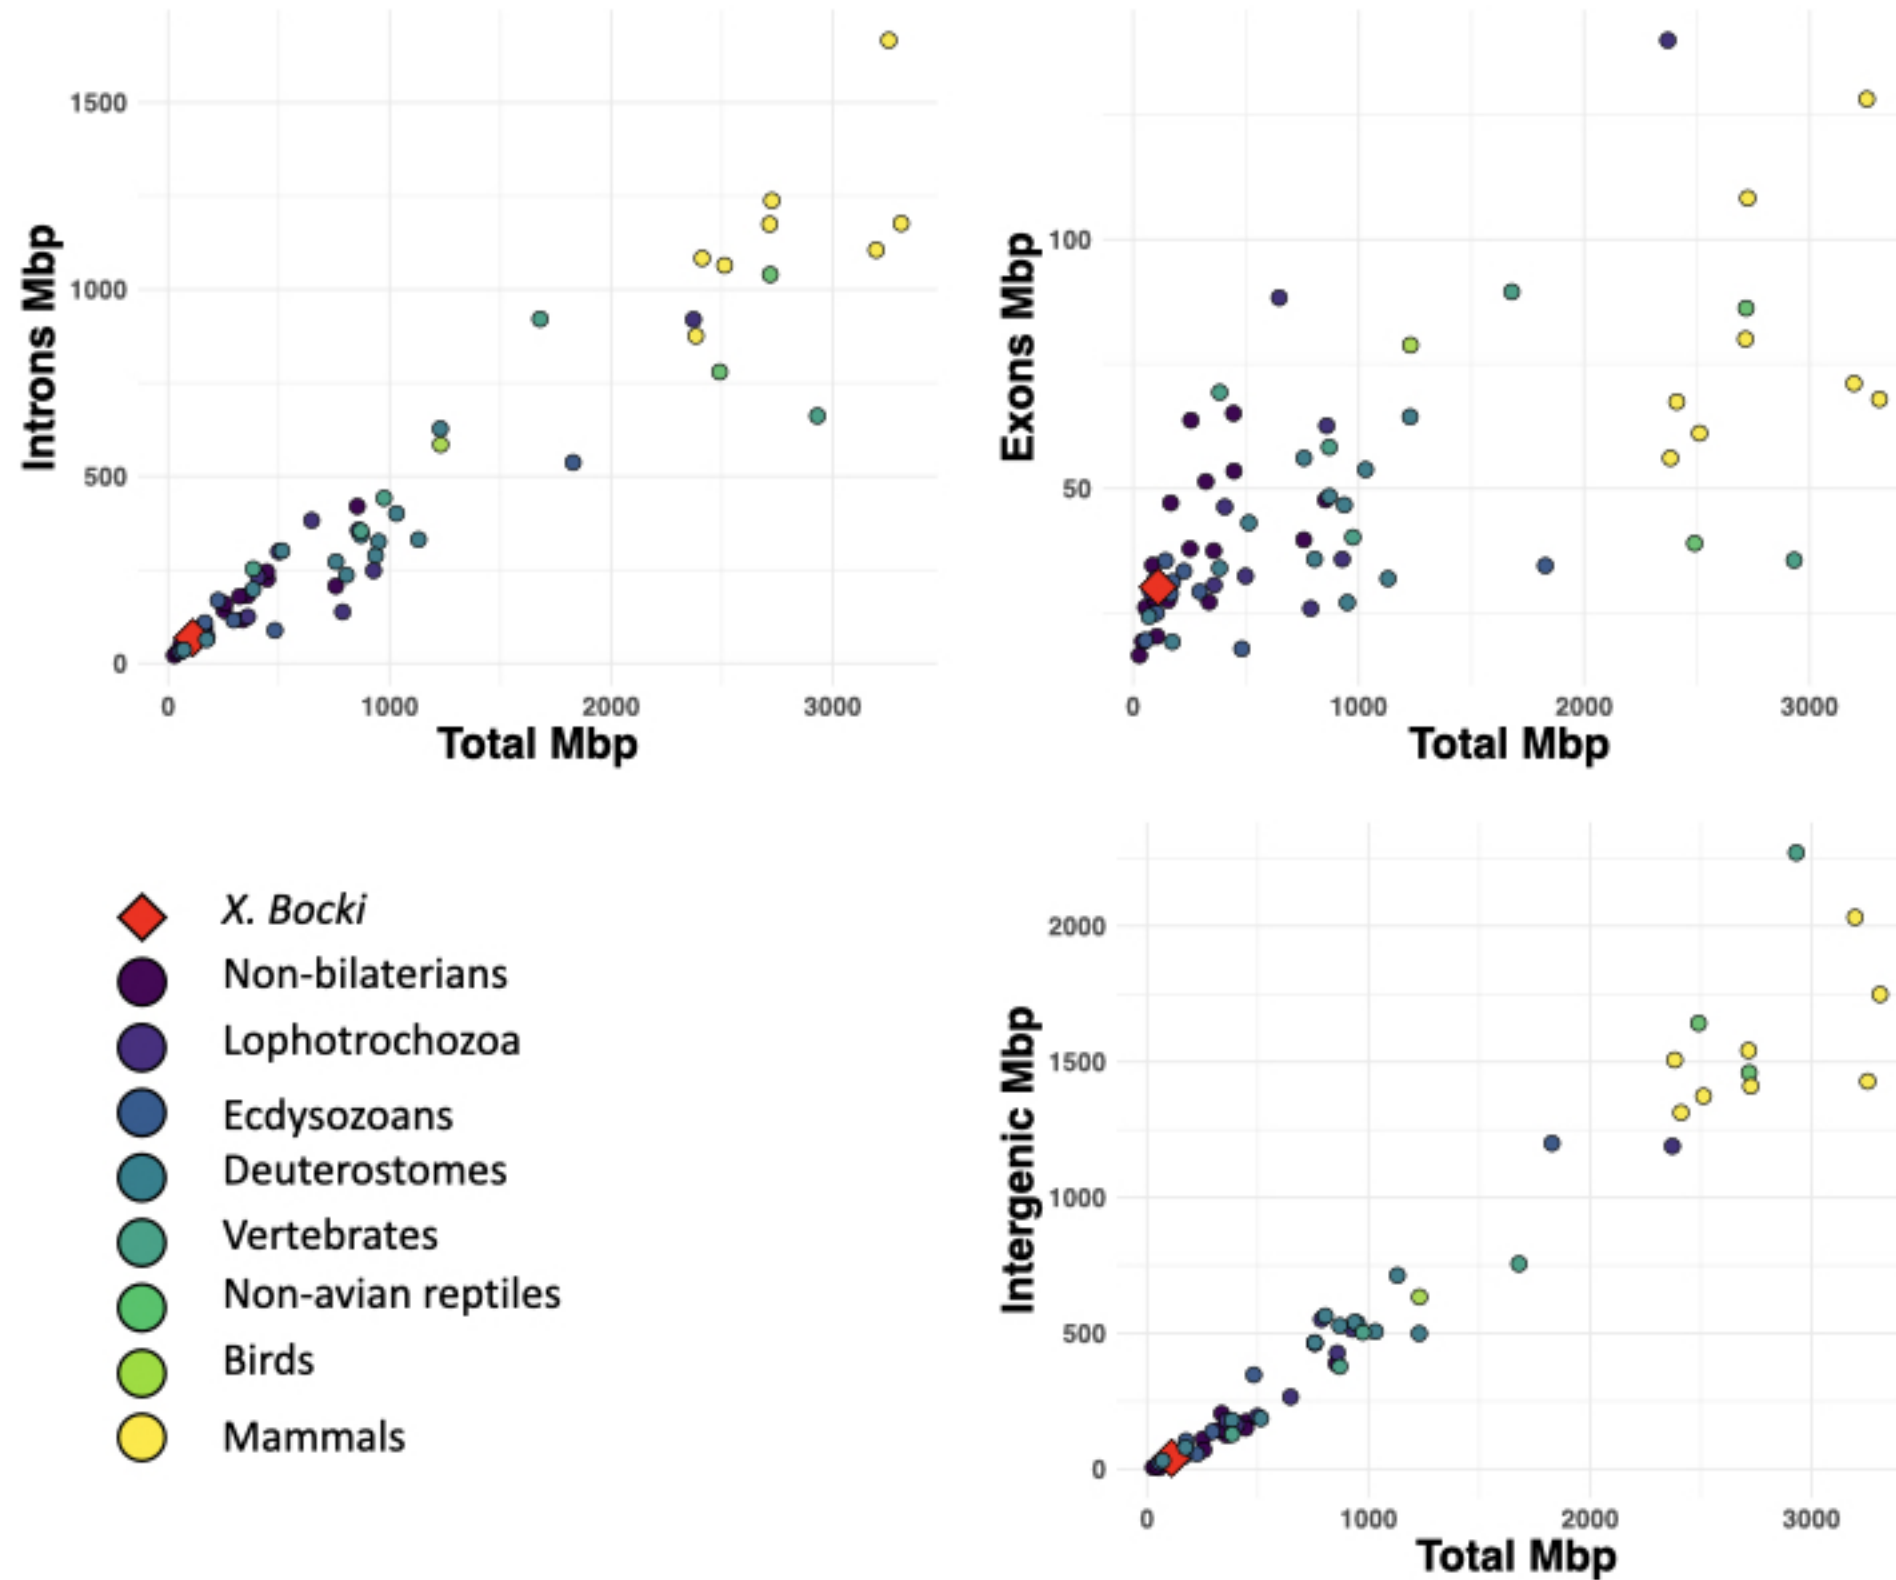 Introns Mbp
1500
1000
500
0
0 1000 2000 3000
Total Mbp
Exons Mbp
100
50
0 1000 2000 3000
Total Mbp
X. Bocki
Non-bilaterians
Lophotrochozoa
Ecdysozoans
Deuterostomes
Vertebrates
Non-avian reptiles
Birds
Mammals
Intergenic Mbp
2000
1500
1000
500
0
0 1000 2000 3000
Total Mbp